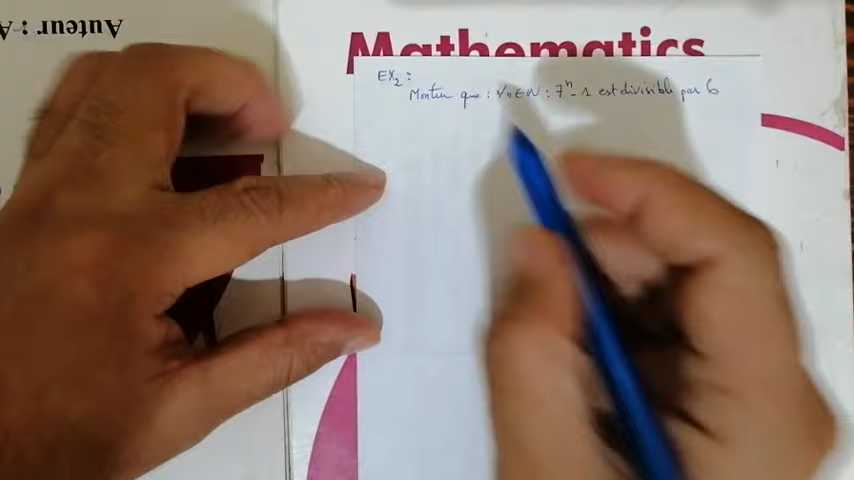 Auteur : A
Mathematics
EX2 :
Montrer que : ∀n∈ℕ : 7ⁿ - 1 est divisible par 6